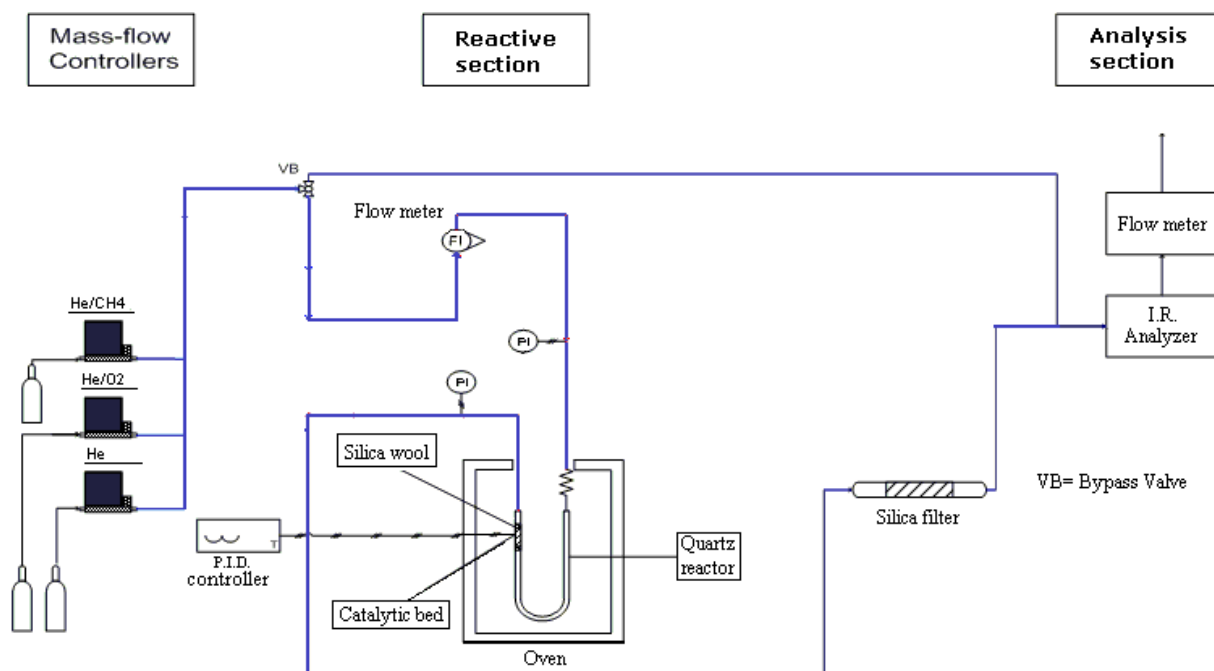 Mass-flow
Controllers
Reactive
section
Analysis
section
VB
Flow meter
FI
Flow meter
He/CH4
I.R.
Analyzer
PI
PI
He/O2
Silica wool
He
VB= Bypass Valve
Silica filter
T
P.I.D.
controller
Quartz
reactor
Catalytic bed
Oven